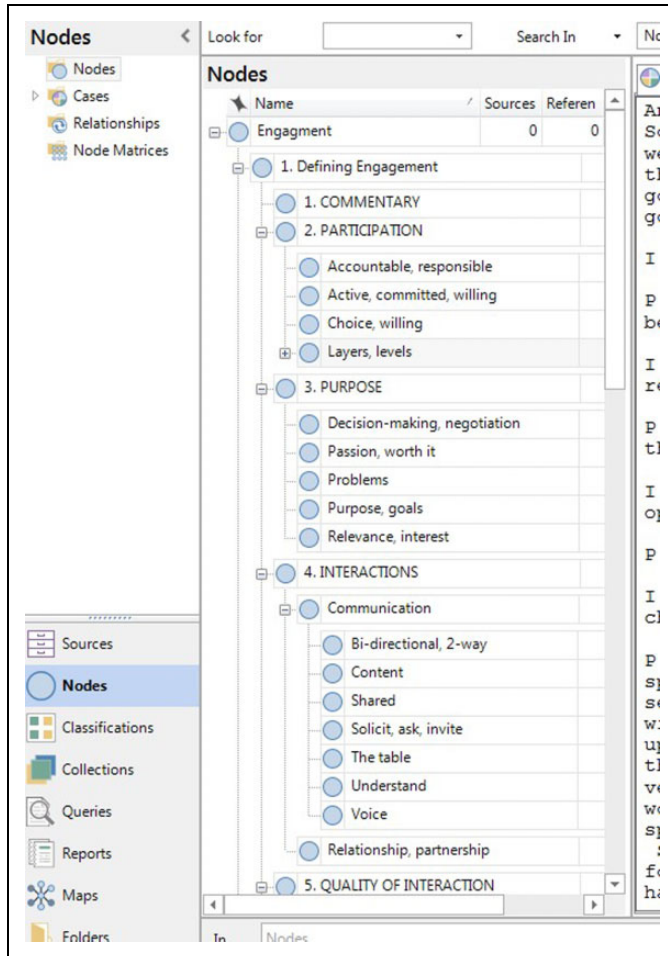 Nodes
Nodes
Cases
Relationships
Node Matrices
Sources
Nodes
Classifications
Collections
Queries
Reports
Maps
Folders
Look for Search In
Nodes
Name Sources Referen
Engagment 0 0
1. Defining Engagement
1. COMMENTARY
2. PARTICIPATION
Accountable, responsible
Active, committed, willing
Choice, willing
Layers, levels
3. PURPOSE
Decision-making, negotiation
Passion, worth it
Problems
Purpose, goals
Relevance, interest
4. INTERACTIONS
Communication
Bi-directional, 2-way
Content
Shared
Solicit, ask, invite
The table
Understand
Voice
Relationship, partnership
5. QUALITY OF INTERACTION
In Nodes
No
I
P
I
P
I
P
I
P